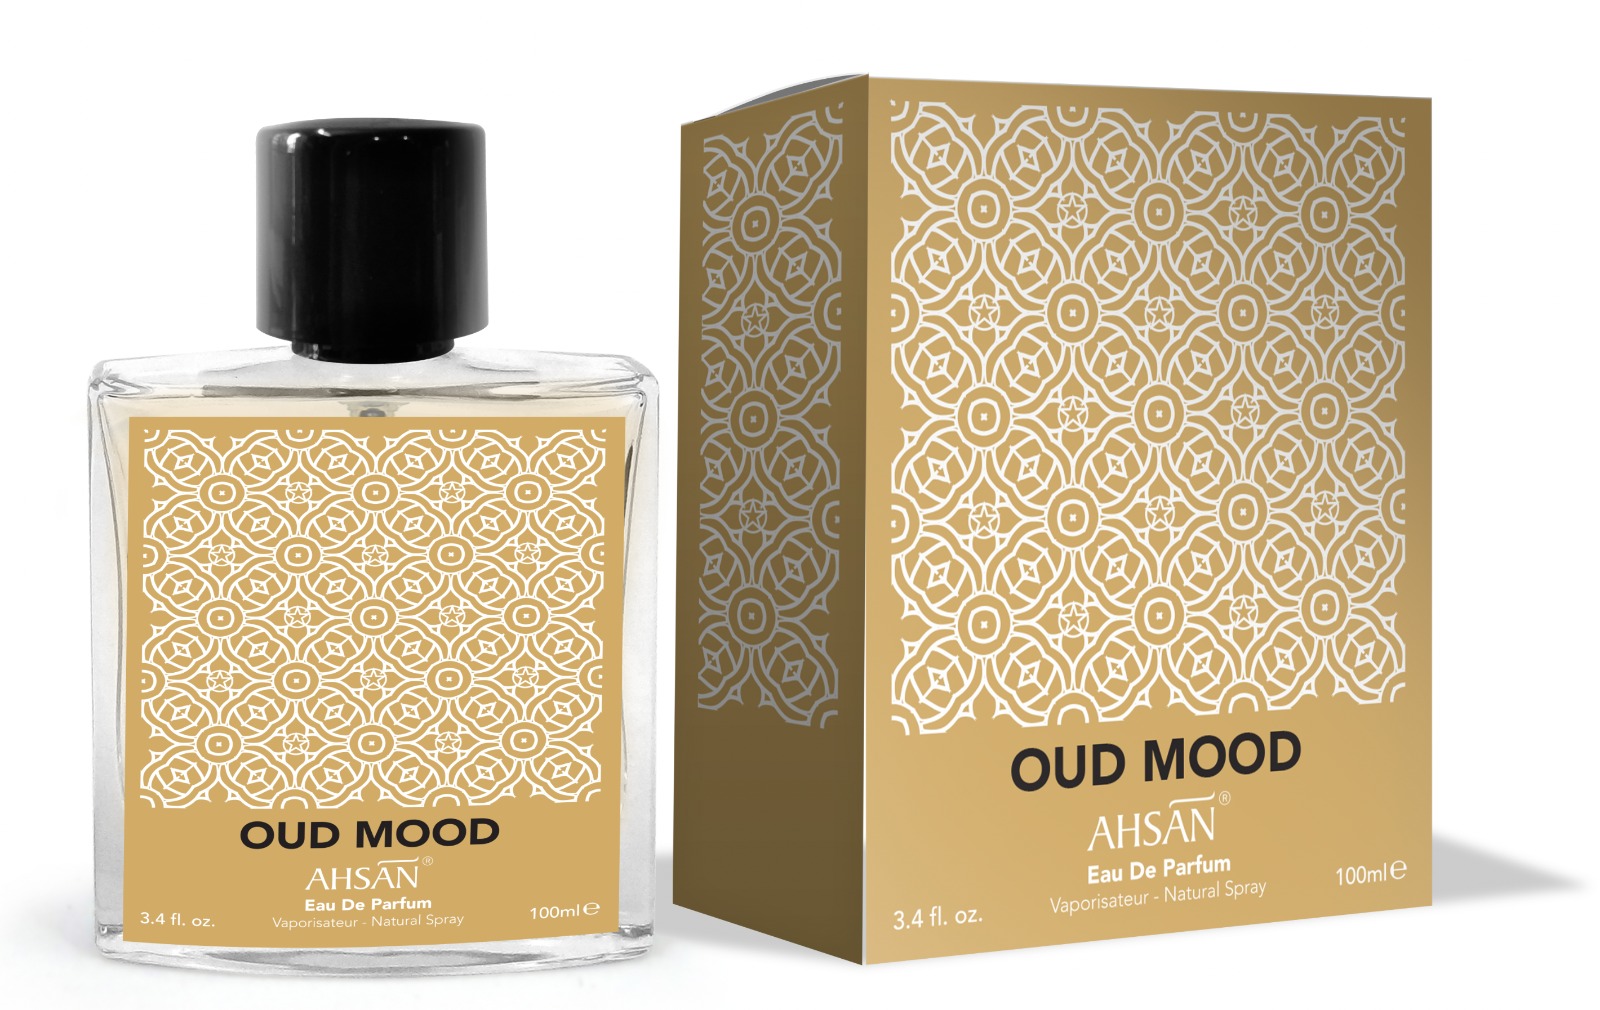 OUD MOOD
AHSAN®
Eau De Parfum
Vaporisateur - Natural Spray
3.4 fl. oz.
100ml ℮
OUD MOOD
AHSAN®
Eau De Parfum
Vaporisateur - Natural Spray
3.4 fl. oz.
100ml ℮